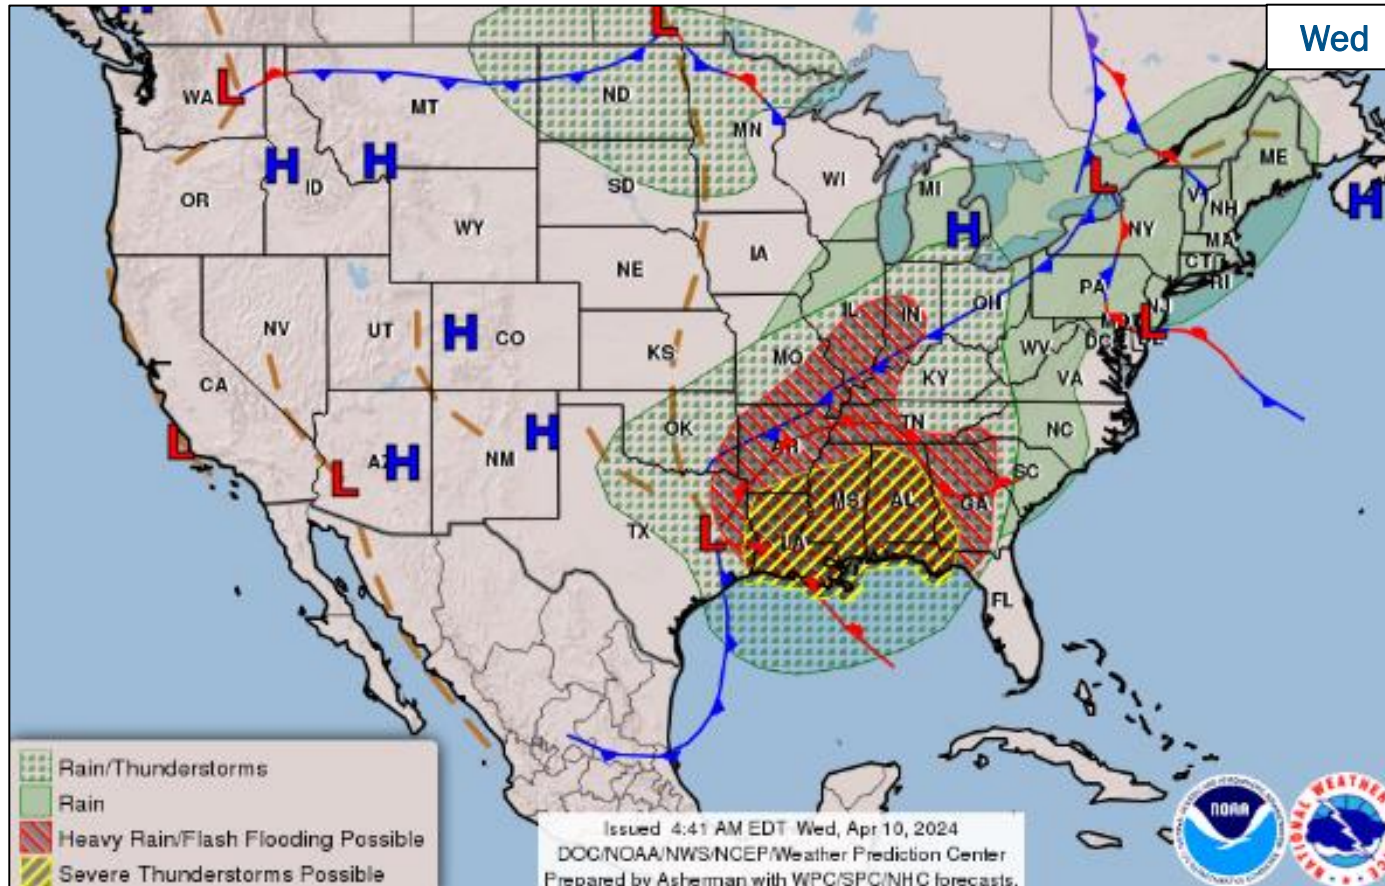 Wed
H
L
L
WA
MT
ND
MN
OR
H
ID
H
SD
WI
MI
H
L
ME
VT
NH
H
NY
MA
CT
RI
WY
IA
NE
NV
UT
H
CO
KS
MO
IL
IN
OH
PA
NJ
L
DC
WV
VA
KY
CA
L
L
AZ
H
NM
H
OK
AR
TN
NC
SC
TX
L
LA
MS
AL
GA
FL
Rain/Thunderstorms
Rain
Heavy Rain/Flash Flooding Possible
Severe Thunderstorms Possible
Issued 4:41 AM EDT Wed, Apr 10, 2024
DOC/NOAA/NWS/NCEP/Weather Prediction Center
Prepared by Asherman with WPC/SPC/NHC forecasts.
NOAA
NATIONAL WEATHER